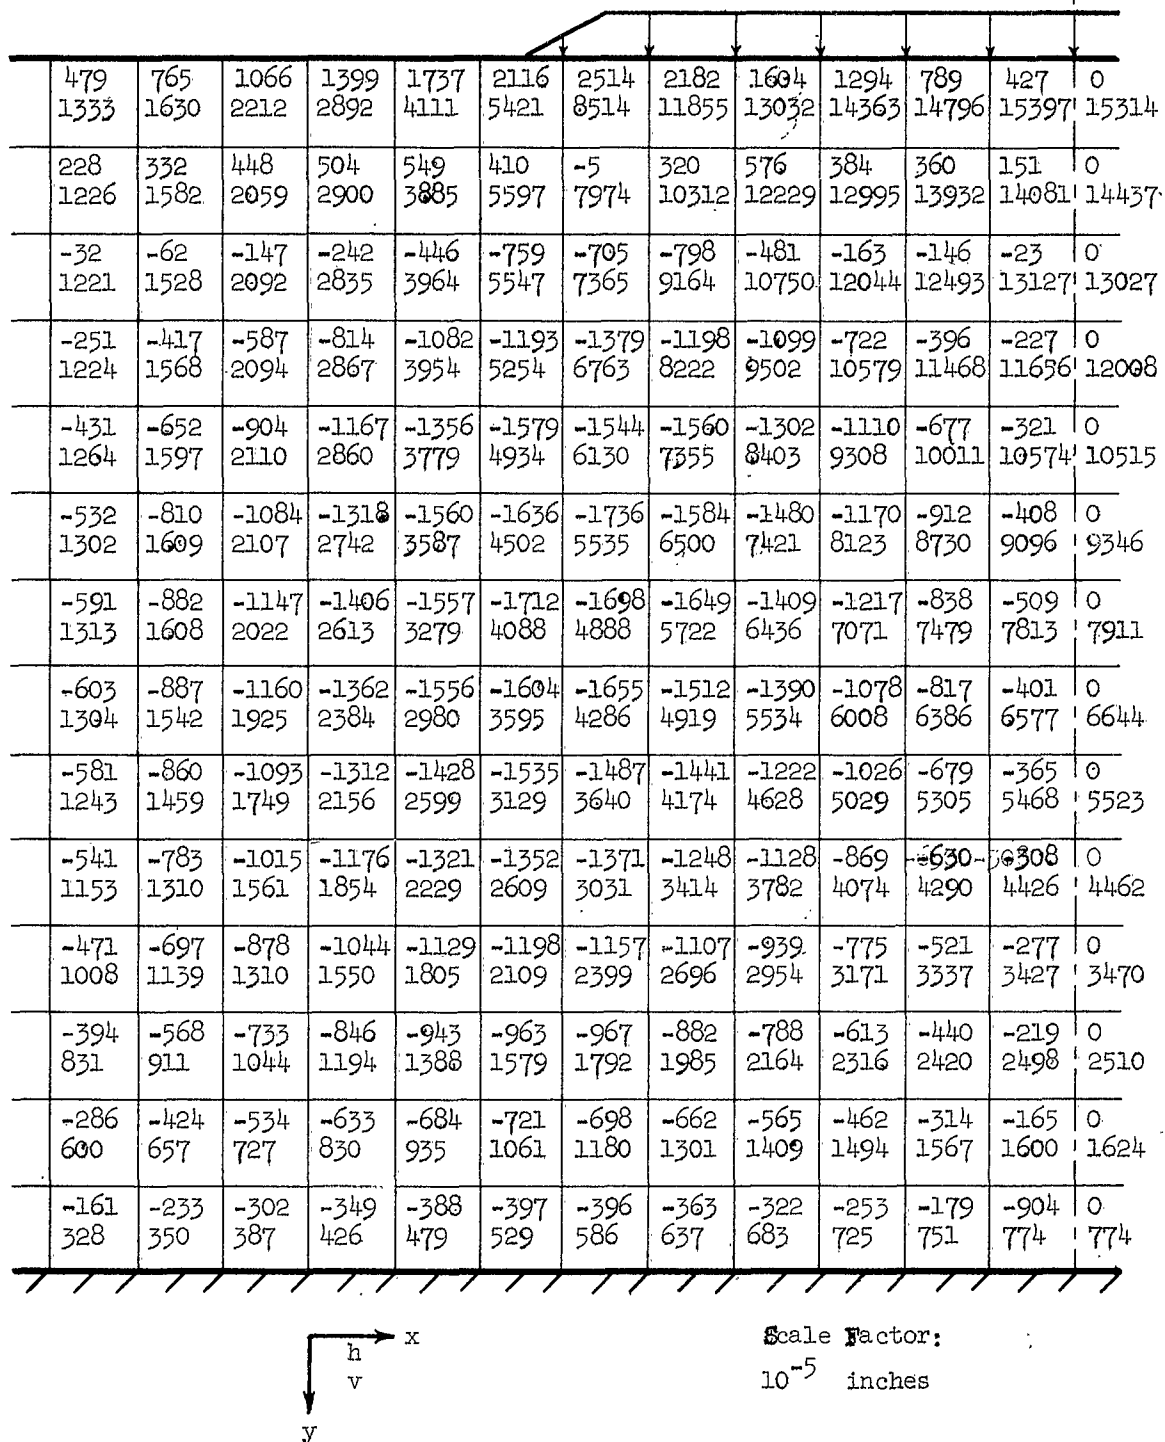 479 765 1066 1399 1737 2116 2514 2182 1604 1294 789 427 0
1333 1630 2212 2892 4111 5421 8514 11855 13032 14363 14796 15397 15314
228 332 448 504 549 410 -5 320 576 384 360 151 0
1226 1582 2059 2900 3885 5597 7974 10312 12229 12995 13932 14081 14437
-32 -62 -147 -242 -446 -759 -705 -798 -481 -163 -146 -23 0
1221 1528 2092 2835 3964 5547 7365 9164 10750 12044 12493 13127 13027
-251 -417 -587 -814 -1082 -1193 -1379 -1198 -1099 -722 -396 -227 0
1224 1568 2094 2867 3954 5254 6763 8222 9502 10579 11468 11656 12008
-431 -652 -904 -1167 -1356 -1579 -1544 -1560 -1302 -1110 -677 -321 0
1264 1597 2110 2860 3779 4934 6130 7355 8403 9308 10011 10574 10515
-532 -810 -1084 -1318 -1560 -1636 -1736 -1584 -1480 -1170 -912 -408 0
1302 1609 2107 2742 3587 4502 5535 6500 7421 8123 8730 9096 9346
-591 -882 -1147 -1406 -1557 -1712 -1698 -1649 -1409 -1217 -838 -509 0
1313 1608 2022 2613 3279 4088 4888 5722 6436 7071 7479 7813 7911
-603 -887 -1160 -1362 -1556 -1604 -1655 -1512 -1390 -1078 -817 -401 0
1304 1542 1925 2384 2980 3595 4286 4919 5534 6008 6386 6577 6644
-581 -860 -1093 -1312 -1428 -1535 -1487 -1441 -1222 -1026 -679 -365 0
1243 1459 1749 2156 2599 3129 3640 4174 4628 5029 5305 5468 5523
-541 -783 -1015 -1176 -1321 -1352 -1371 -1248 -1128 -869 -630 -308 0
1153 1310 1561 1854 2229 2609 3031 3414 3782 4074 4290 4426 4462
-471 -697 -878 -1044 -1129 -1198 -1157 -1107 -939 -775 -521 -277 0
1008 1139 1310 1550 1805 2109 2399 2696 2954 3171 3337 3427 3470
-394 -568 -733 -846 -943 -963 -967 -882 -788 -613 -440 -219 0
831 911 1044 1194 1388 1579 1792 1985 2164 2316 2420 2498 2510
-286 -424 -534 -633 -684 -721 -698 -662 -565 -462 -314 -165 0
600 657 727 830 935 1061 1180 1301 1409 1494 1567 1600 1624
-161 -233 -302 -349 -388 -397 -396 -363 -322 -253 -179 -904 0
328 350 387 426 479 529 586 637 683 725 751 774 774
x
h
v
y
Scale Factor:
10⁻⁵ inches